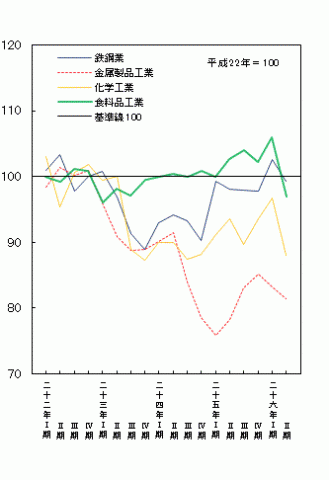 120
110
100
90
80
70
鉄鋼業
金属製品工業
化学工業
食料品工業
基準線100
平成22年＝100
二十二年Ⅰ期
Ⅱ期
Ⅲ期
Ⅳ期
二十三年Ⅰ期
Ⅱ期
Ⅲ期
Ⅳ期
二十四年Ⅰ期
Ⅱ期
Ⅲ期
Ⅳ期
二十五年Ⅰ期
Ⅱ期
Ⅲ期
Ⅳ期
二十六年Ⅰ期
Ⅱ期